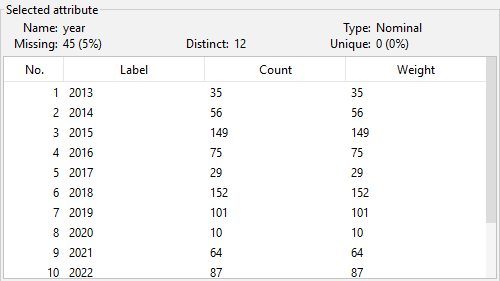 Selected attribute
Name: year Type: Nominal
Missing: 45 (5%) Distinct: 12 Unique: 0 (0%)
No. Label Count Weight
1 2013 35 35
2 2014 56 56
3 2015 149 149
4 2016 75 75
5 2017 29 29
6 2018 152 152
7 2019 101 101
8 2020 10 10
9 2021 64 64
10 2022 87 87